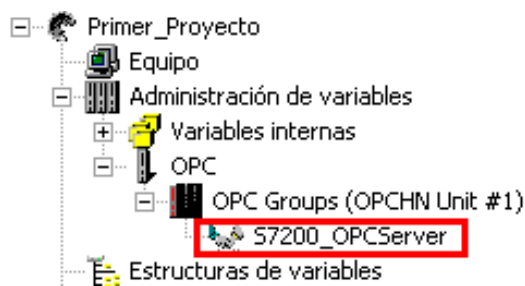 Primer_Proyecto
Equipo
Administración de variables
Variables internas
OPC
OPC Groups (OPCHN Unit #1)
S7200_OPCServer
Estructuras de variables